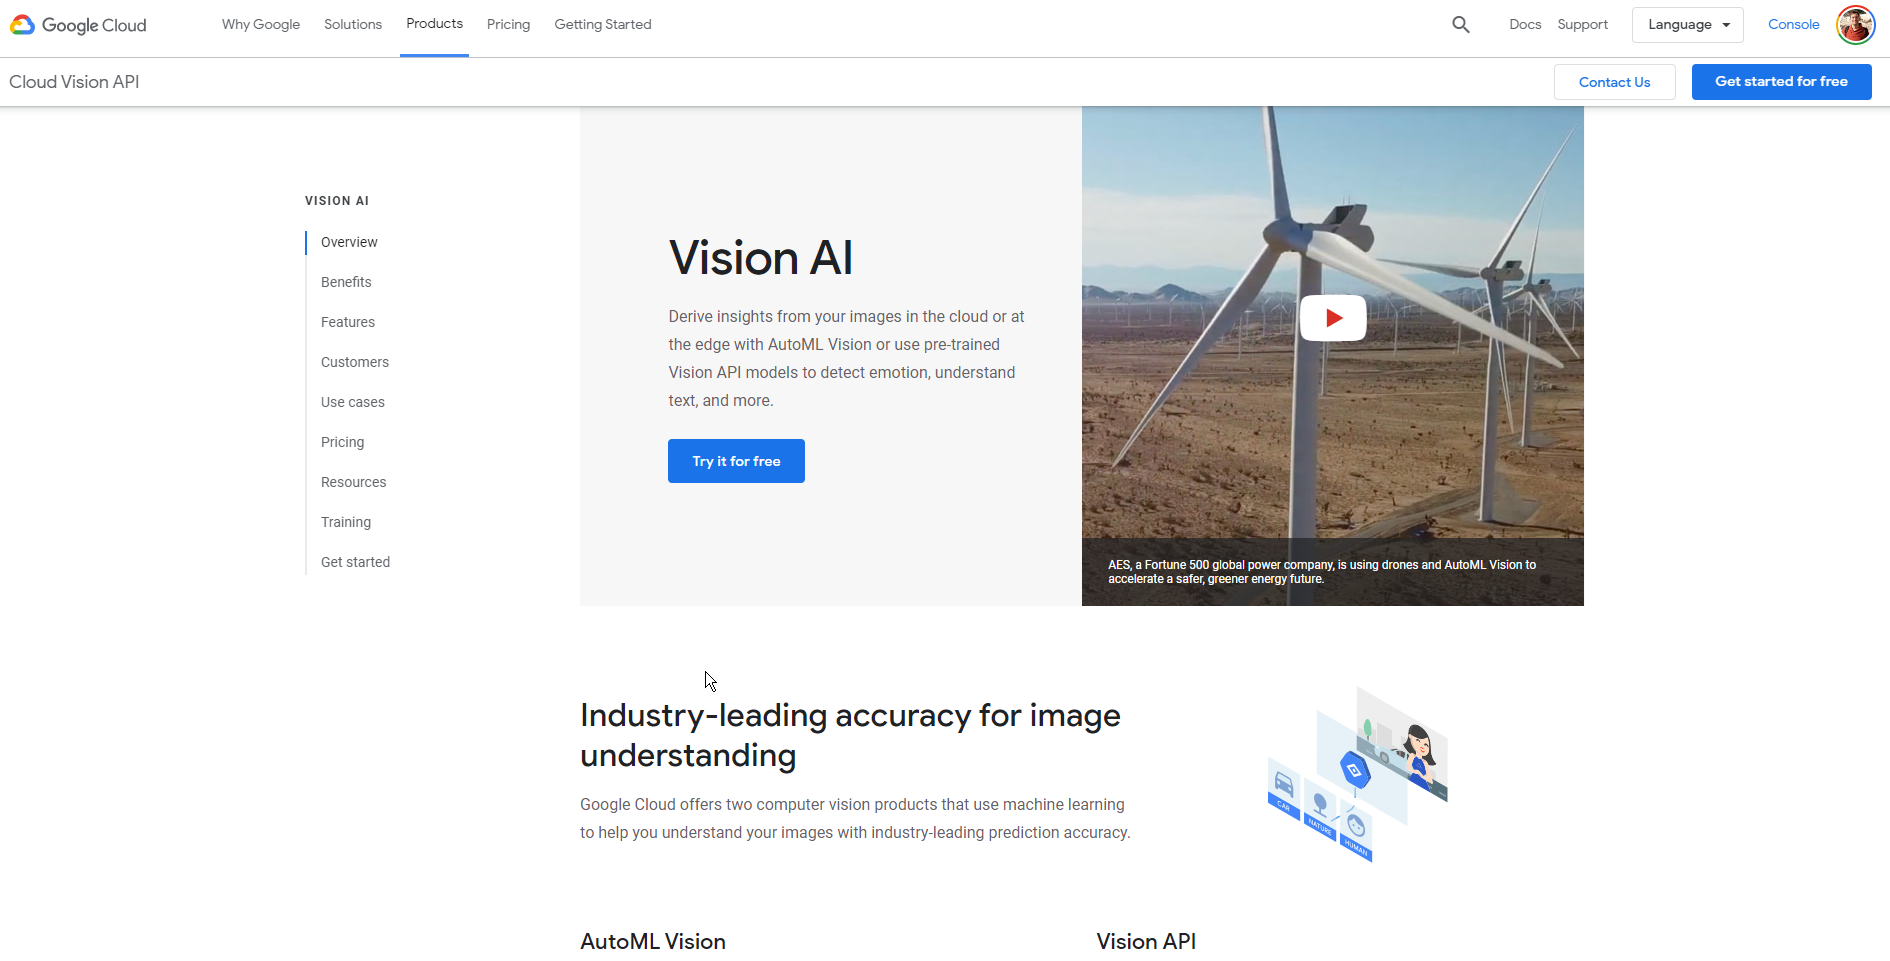 Google Cloud
Why Google
Solutions
Products
Pricing
Getting Started
Docs
Support
Language
Console
Cloud Vision API
Contact Us
Get started for free
VISION AI
Overview
Benefits
Features
Customers
Use cases
Pricing
Resources
Training
Get started
Vision AI
Derive insights from your images in the cloud or at
the edge with AutoML Vision or use pre-trained
Vision API models to detect emotion, understand
text, and more.
Try it for free
AES, a Fortune 500 global power company, is using drones and AutoML Vision to
accelerate a safer, greener energy future.
Industry-leading accuracy for image
understanding
Google Cloud offers two computer vision products that use machine learning
to help you understand your images with industry-leading prediction accuracy.
CAR
NATURE
HUMAN
AutoML Vision
Vision API